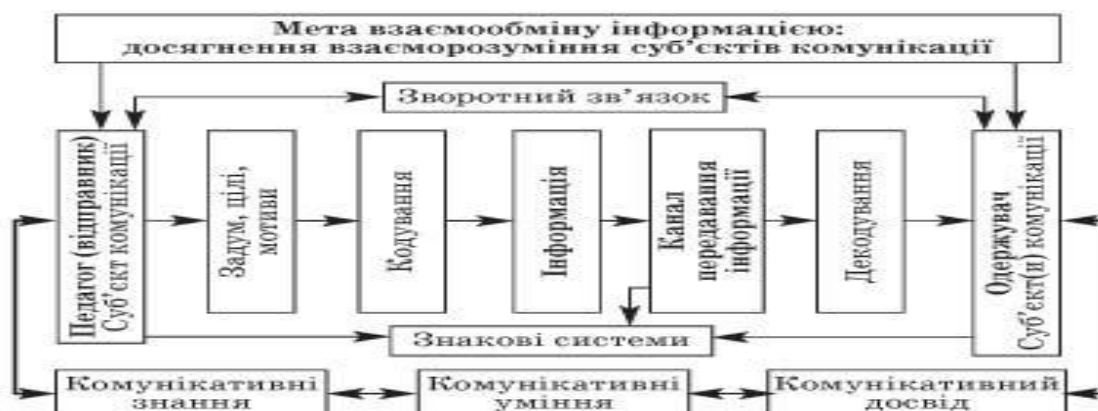 Мета взаємообміну інформацією:
досягнення взаєморозуміння суб'єктів комунікації
Зворотний зв'язок
Педагог (відправник)
Суб'єкт комунікації
Задум, цілі,
мотиви
Кодування
Інформація
Канал
передавання
інформації
Декодування
Одержувач
Суб'єкт(и) комунікації
Знакові системи
Комунікативні
знання
Комунікативні
уміння
Комунікативний
досвід